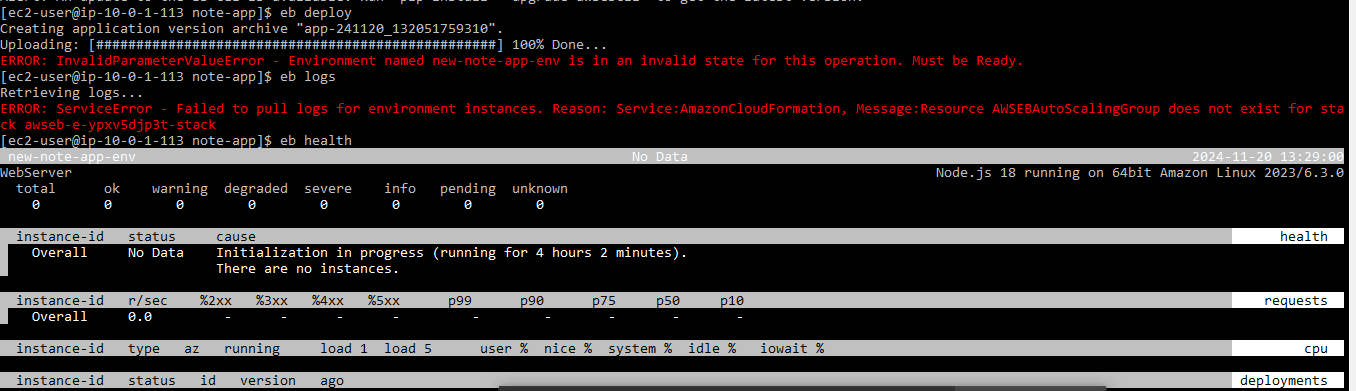 [ec2-user@ip-10-0-1-113 note-app]$ eb deploy
Creating application version archive "app-241120_132051759310".
Uploading: [##################################################] 100% Done...
ERROR: InvalidParameterValueError - Environment named new-note-app-env is in an invalid state for this operation. Must be Ready.
[ec2-user@ip-10-0-1-113 note-app]$ eb logs
Retrieving logs...
ERROR: ServiceError - Failed to pull logs for environment instances. Reason: Service:AmazonCloudFormation, Message:Resource AWSEBAutoScalingGroup does not exist for sta
ck awseb-e-ypxv5djp3t-stack
[ec2-user@ip-10-0-1-113 note-app]$ eb health
new-note-app-env No Data 2024-11-20 13:29:00
WebServer Node.js 18 running on 64bit Amazon Linux 2023/6.3.0
total ok warning degraded severe info pending unknown
0 0 0 0 0 0 0 0
instance-id status cause health
Overall No Data Initialization in progress (running for 4 hours 2 minutes).
There are no instances.
instance-id r/sec %2xx %3xx %4xx %5xx p99 p90 p75 p50 p10 requests
Overall 0.0 - - - - - - - - -
instance-id type az running load 1 load 5 user % nice % system % idle % iowait % cpu
instance-id status id version ago deployments